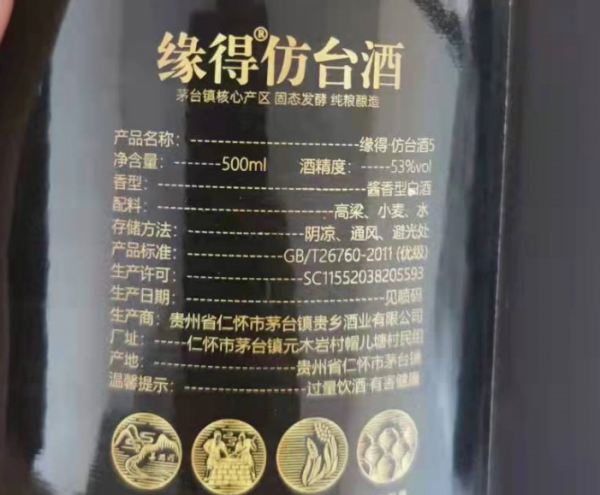 缘得®仿台酒
茅台镇核心产区 固态发酵 纯粮酿造
产品名称：------缘得·仿台酒5
净含量：------500ml 酒精度：-----53%vol
香型：------酱香型白酒
配料：------高粱、小麦、水
存储方法：------阴凉、通风、避光处
产品标准：------GB/T26760-2011 (优级)
生产许可：------SC11552038205593
生产日期：------见喷码
生产商：贵州省仁怀市茅台镇贵乡酒业有限公司
厂址：-----仁怀市茅台镇元木岩村帽儿塘村民组
产地：------贵州省仁怀市茅台镇
温馨提示：------过量饮酒 有害健康